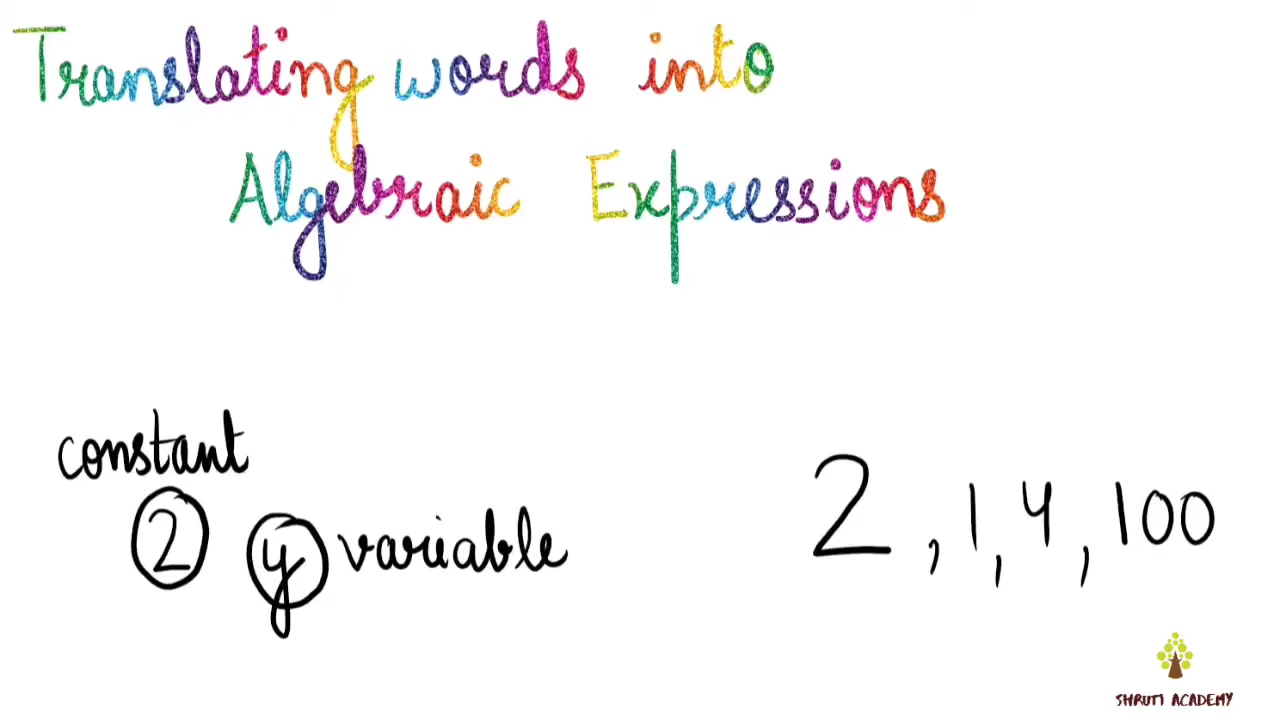 Translating words into
Algebraic Expressions
constant
2 y variable
2, 1, 4, 100
SHRUTI ACADEMY